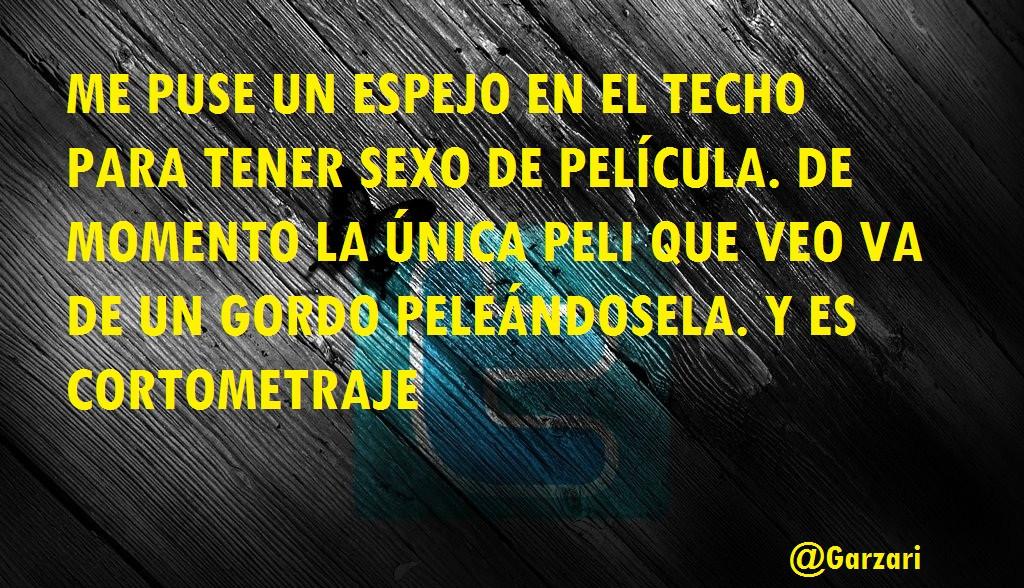 ME PUSE UN ESPEJO EN EL TECHO
PARA TENER SEXO DE PELÍCULA. DE
MOMENTO LA ÚNICA PELI QUE VEO VA
DE UN GORDO PELEÁNDOSELA. Y ES
CORTOMETRAJE
@Garzari